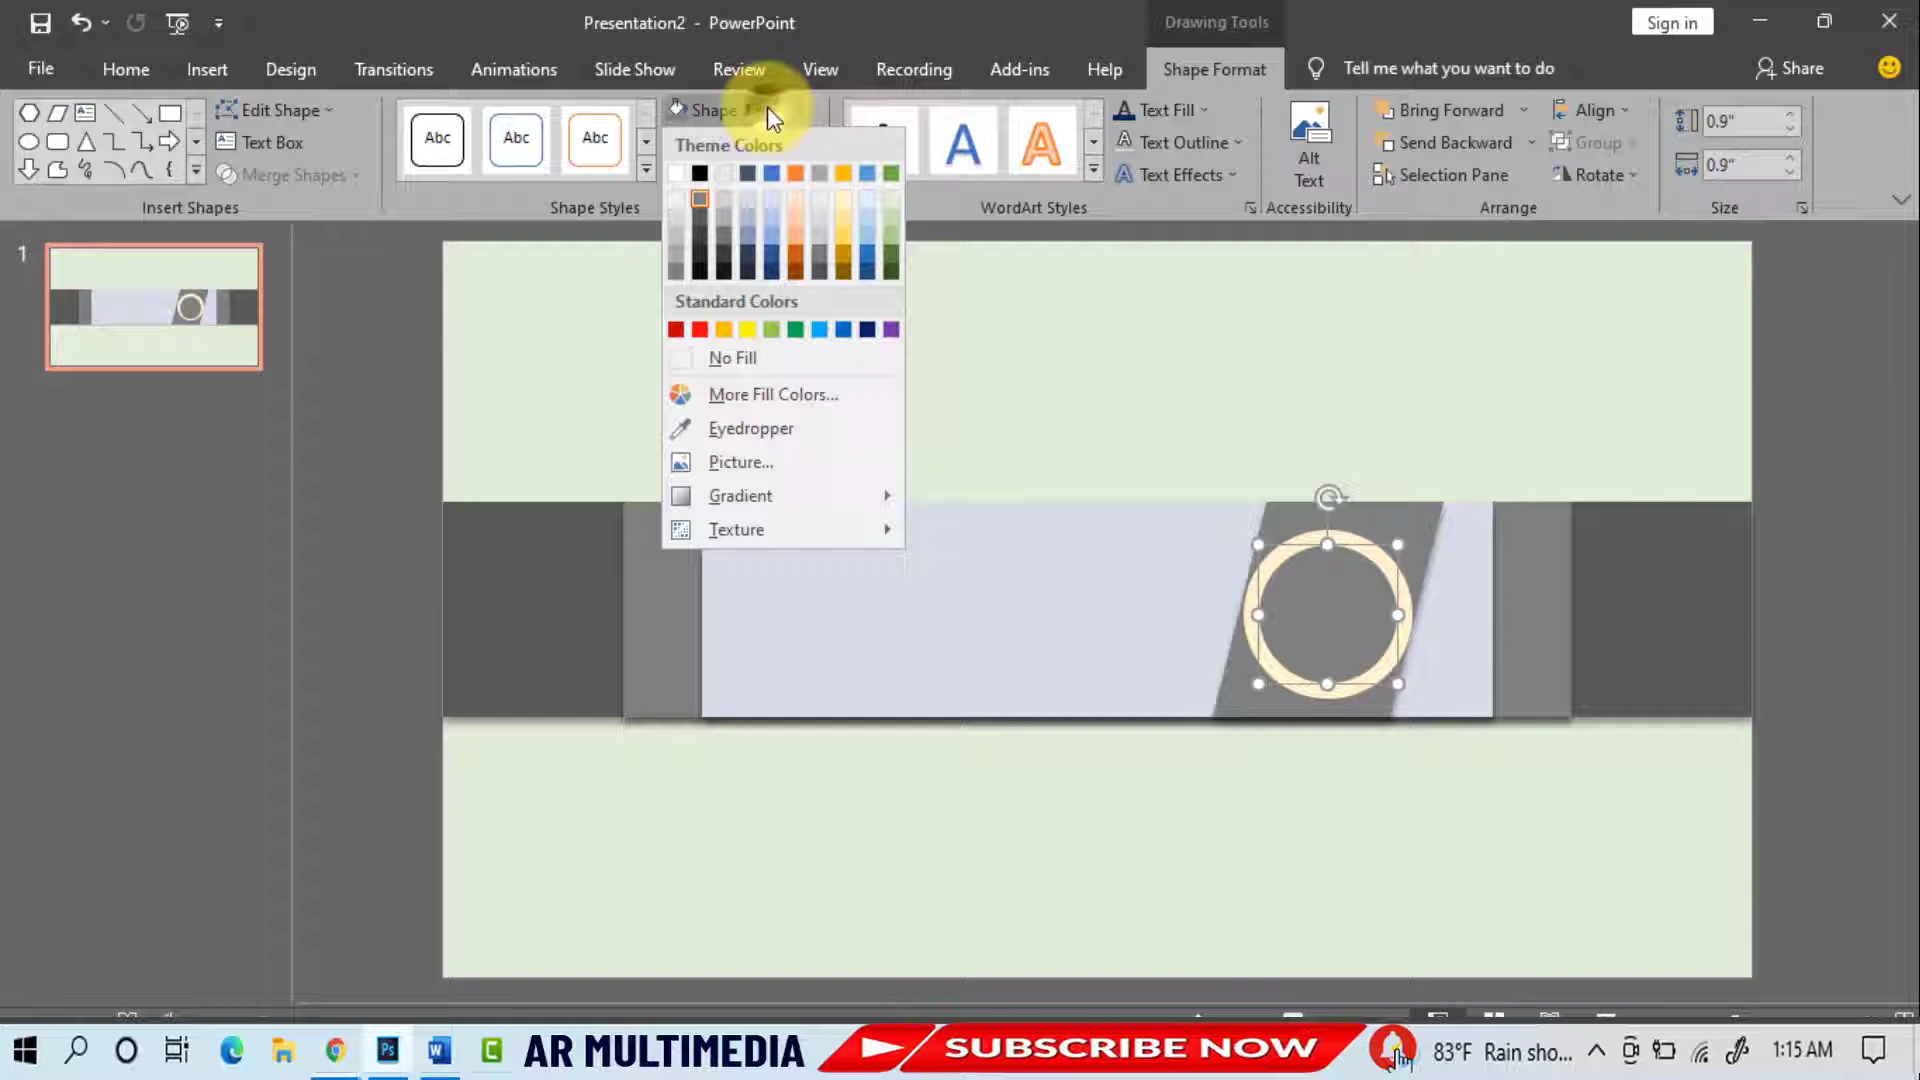 Presentation2 - PowerPoint
Drawing Tools
Sign in
File Home Insert Design Transitions Animations Slide Show Review View Recording Add-ins Help Shape Format Tell me what you want to do Share
Edit Shape
Text Box
Merge Shapes
Insert Shapes
Abc Abc Abc
Shape Styles
Shape
Theme Colors
Standard Colors
No Fill
More Fill Colors...
Eyedropper
Picture...
Gradient
Texture
A A
WordArt Styles
Text Fill
Text Outline
Text Effects
Alt
Text
Accessibility
Bring Forward
Send Backward
Selection Pane
Align
Group
Rotate
Arrange
0.9"
0.9"
Size
1
AR MULTIMEDIA
SUBSCRIBE NOW
83°F Rain sho...
1:15 AM